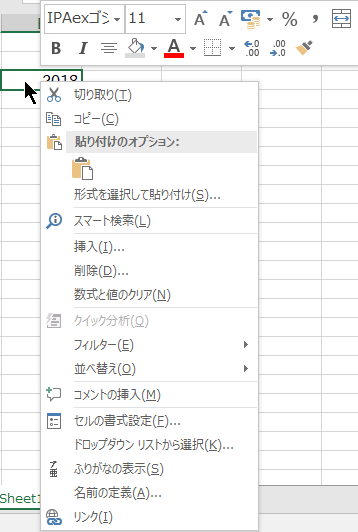 IPAexゴシ 11 A A % ,
B I A .00 .00
2018
切り取り(T)
コピー(C)
貼り付けのオプション:
形式を選択して貼り付け(S)...
スマート検索(L)
挿入(I)...
削除(D)...
数式と値のクリア(N)
クイック分析(Q)
フィルター(E)
並べ替え(O)
コメントの挿入(M)
セルの書式設定(F)...
ドロップダウン リストから選択(K)...
ふりがなの表示(S)
名前の定義(A)...
リンク(I)
Sheet1